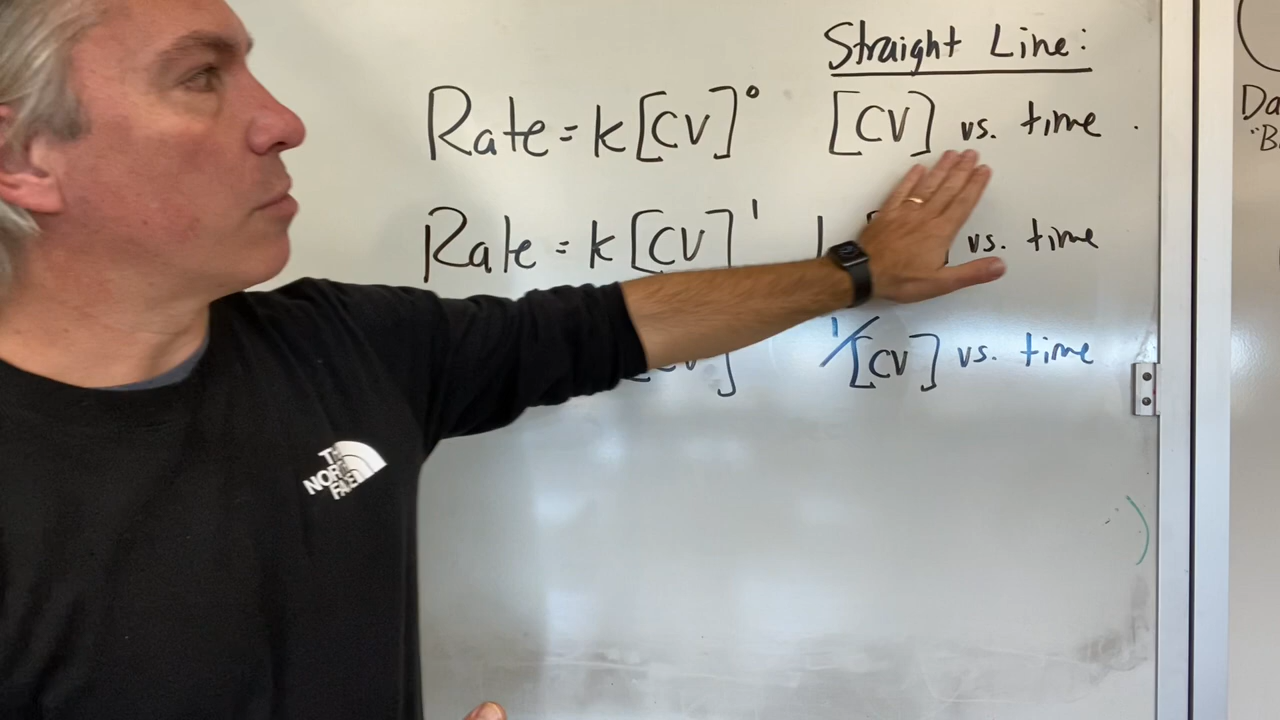 Straight Line:
Rate = k[CV]⁰ [CV] vs. time
Rate = k[CV]¹ vs. time
1/[CV] vs. time
THE
NORTH
FACE
Da
"B